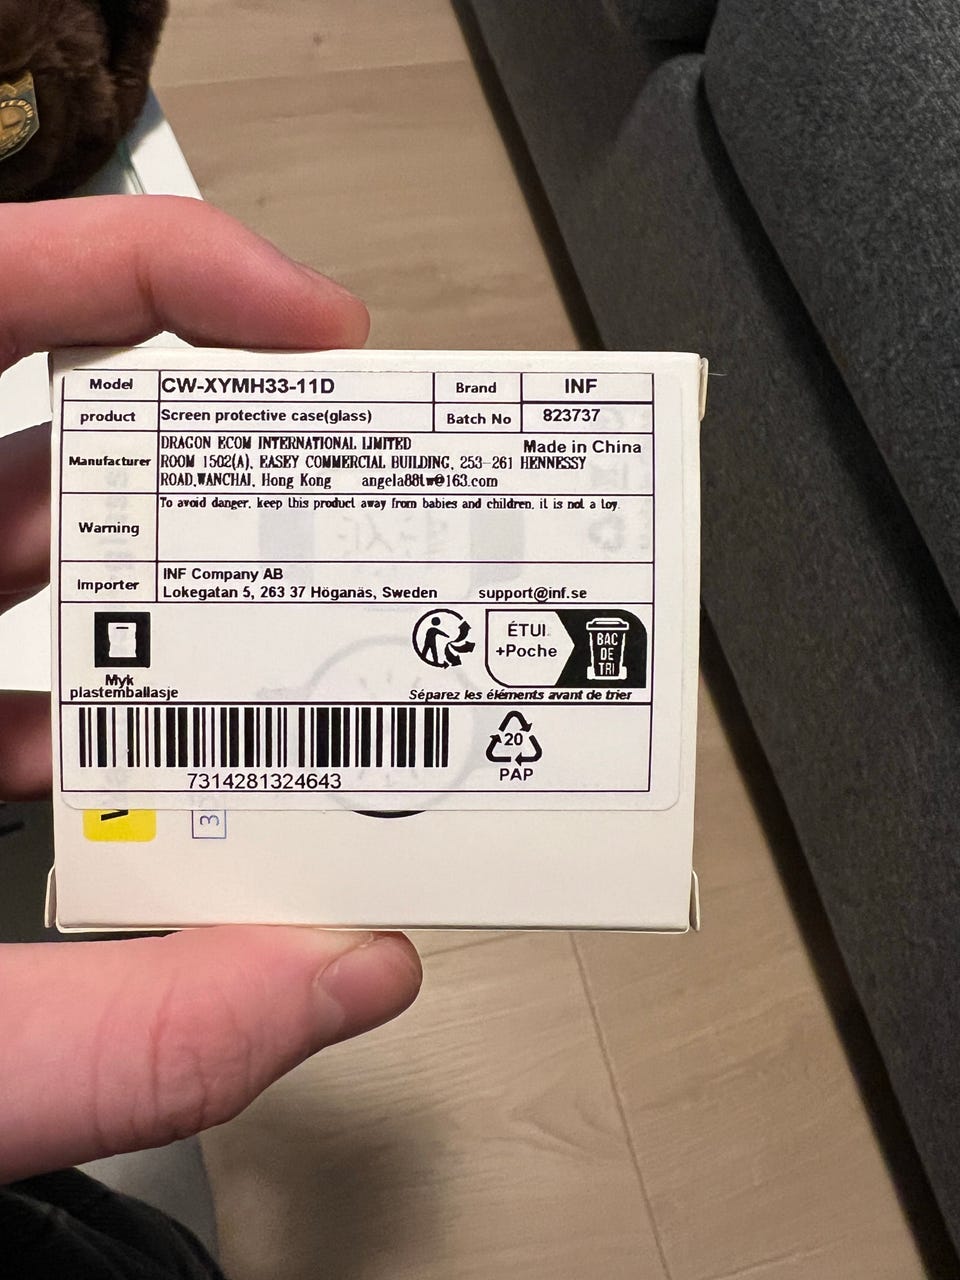 Model CW-XYMH33-11D Brand INF
product Screen protective case(glass) Batch No 823737
Manufacturer DRAGON ECOM INTERNATIONAL LIMITED Made in China
ROOM 1502(A), EASEY COMMERCIAL BUILDING, 253-261 HENNESSY
ROAD,WANCHAI, Hong Kong angela88tw@163.com
Warning To avoid danger, keep this product away from babies and children, it is not a toy.
Importer INF Company AB
Lokegatan 5, 263 37 Höganäs, Sweden support@inf.se
Myk
plastemballasje
ÉTUI
+Poche
BAC
DE
TRI
Séparez les éléments avant de trier
7314281324643
20
PAP
3